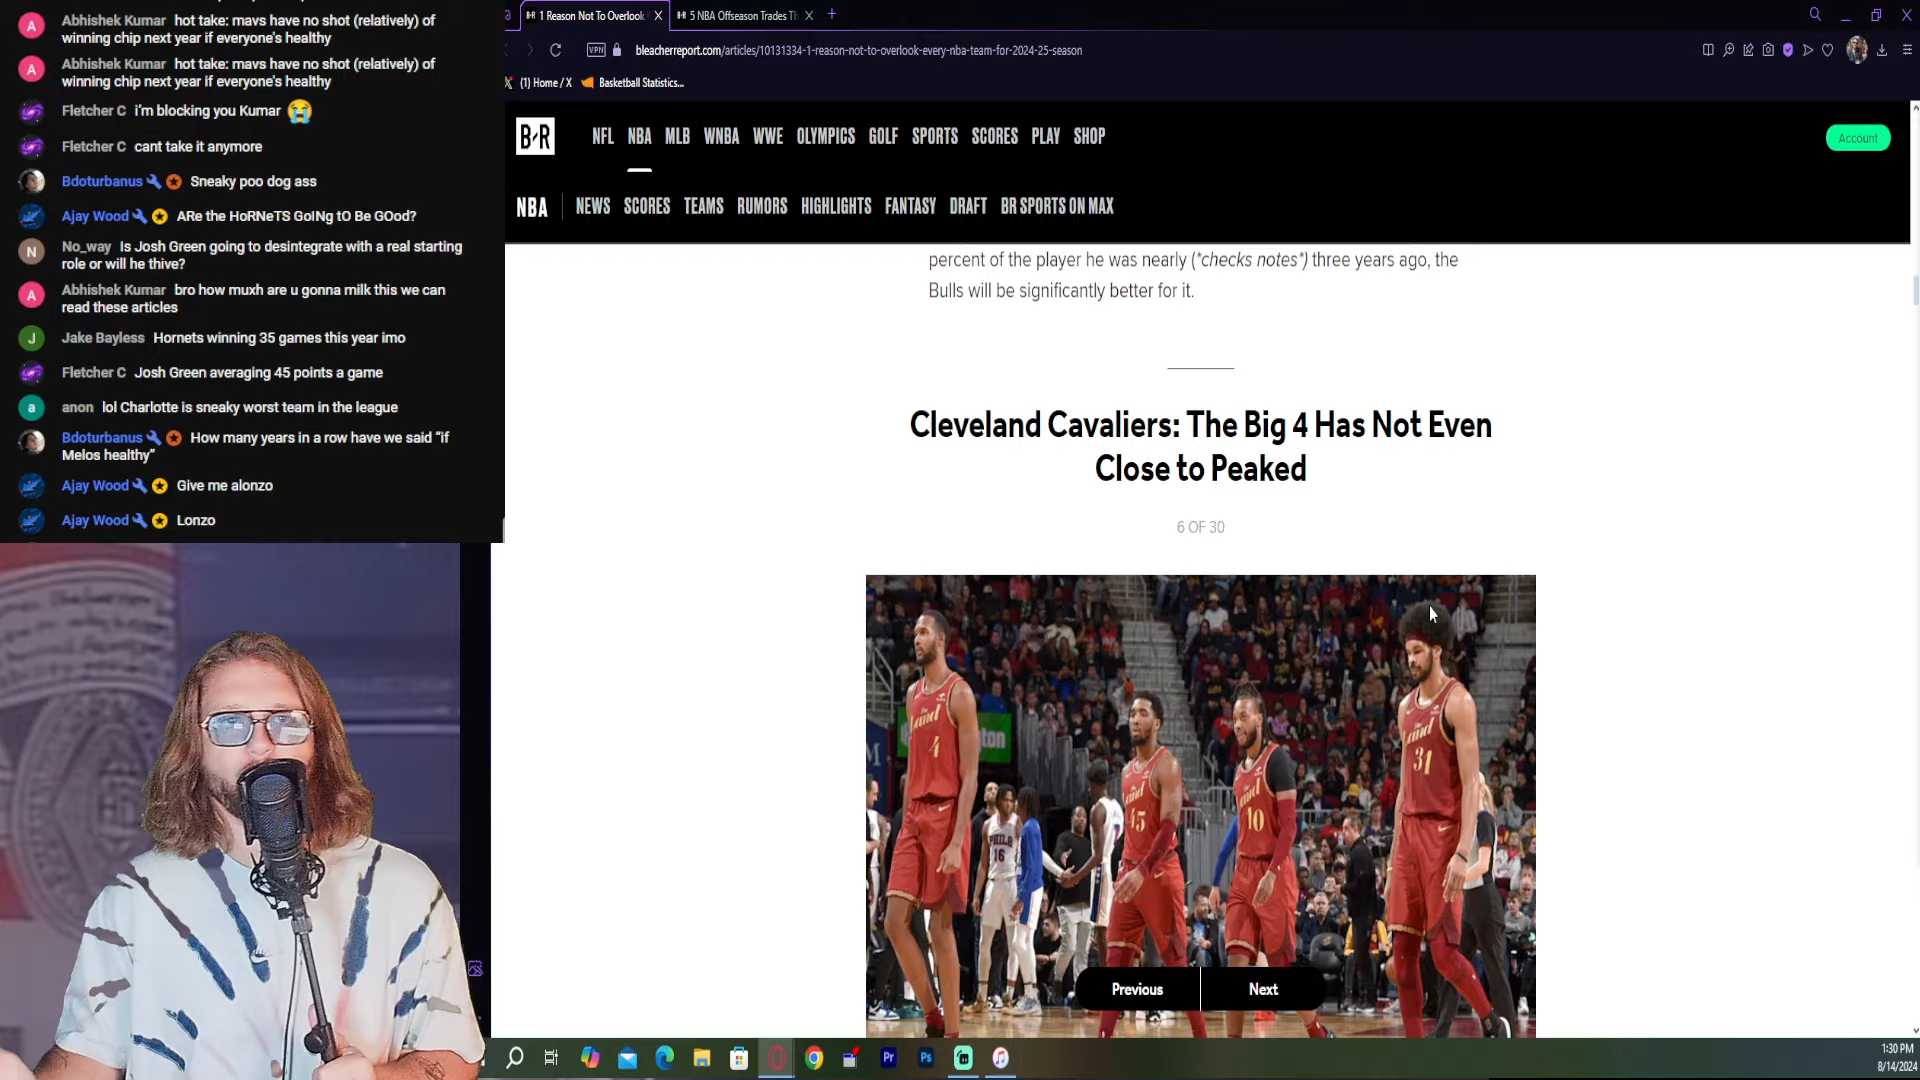 Abhishek Kumar hot take: mavs have no shot (relatively) of
winning chip next year if everyone's healthy
Abhishek Kumar hot take: mavs have no shot (relatively) of
winning chip next year if everyone's healthy
Fletcher C i'm blocking you Kumar 😭
Fletcher C cant take it anymore
Bdoturbanus Sneaky poo dog ass
Ajay Wood ARe the HoRNeTS GoINg tO Be GOod?
No_way Is Josh Green going to desintegrate with a real starting
role or will he thrive?
Abhishek Kumar bro how muxh are u gonna milk this we can
read these articles
Jake Bayless Hornets winning 35 games this year imo
Fletcher C Josh Green averaging 45 points a game
anon lol Charlotte is sneaky worst team in the league
Bdoturbanus How many years in a row have we said “if
Melos healthy”
Ajay Wood Give me alonzo
Ajay Wood Lonzo
1 Reason Not To Overlook
5 NBA Offseason Trades Th
VPN
bleacherreport.com/articles/10131334-1-reason-not-to-overlook-every-nba-team-for-2024-25-season
(1) Home / X Basketball Statistics...
B/R NFL NBA MLB WNBA WWE OLYMPICS GOLF SPORTS SCORES PLAY SHOP
Account
NBA NEWS SCORES TEAMS RUMORS HIGHLIGHTS FANTASY DRAFT BR SPORTS ON MAX
percent of the player he was nearly (*checks notes*) three years ago, the
Bulls will be significantly better for it.
Cleveland Cavaliers: The Big 4 Has Not Even
Close to Peaked
6 OF 30
4
45
10
31
PHILA
16
Previous Next
Pr
Ps
1:30 PM
8/14/2024